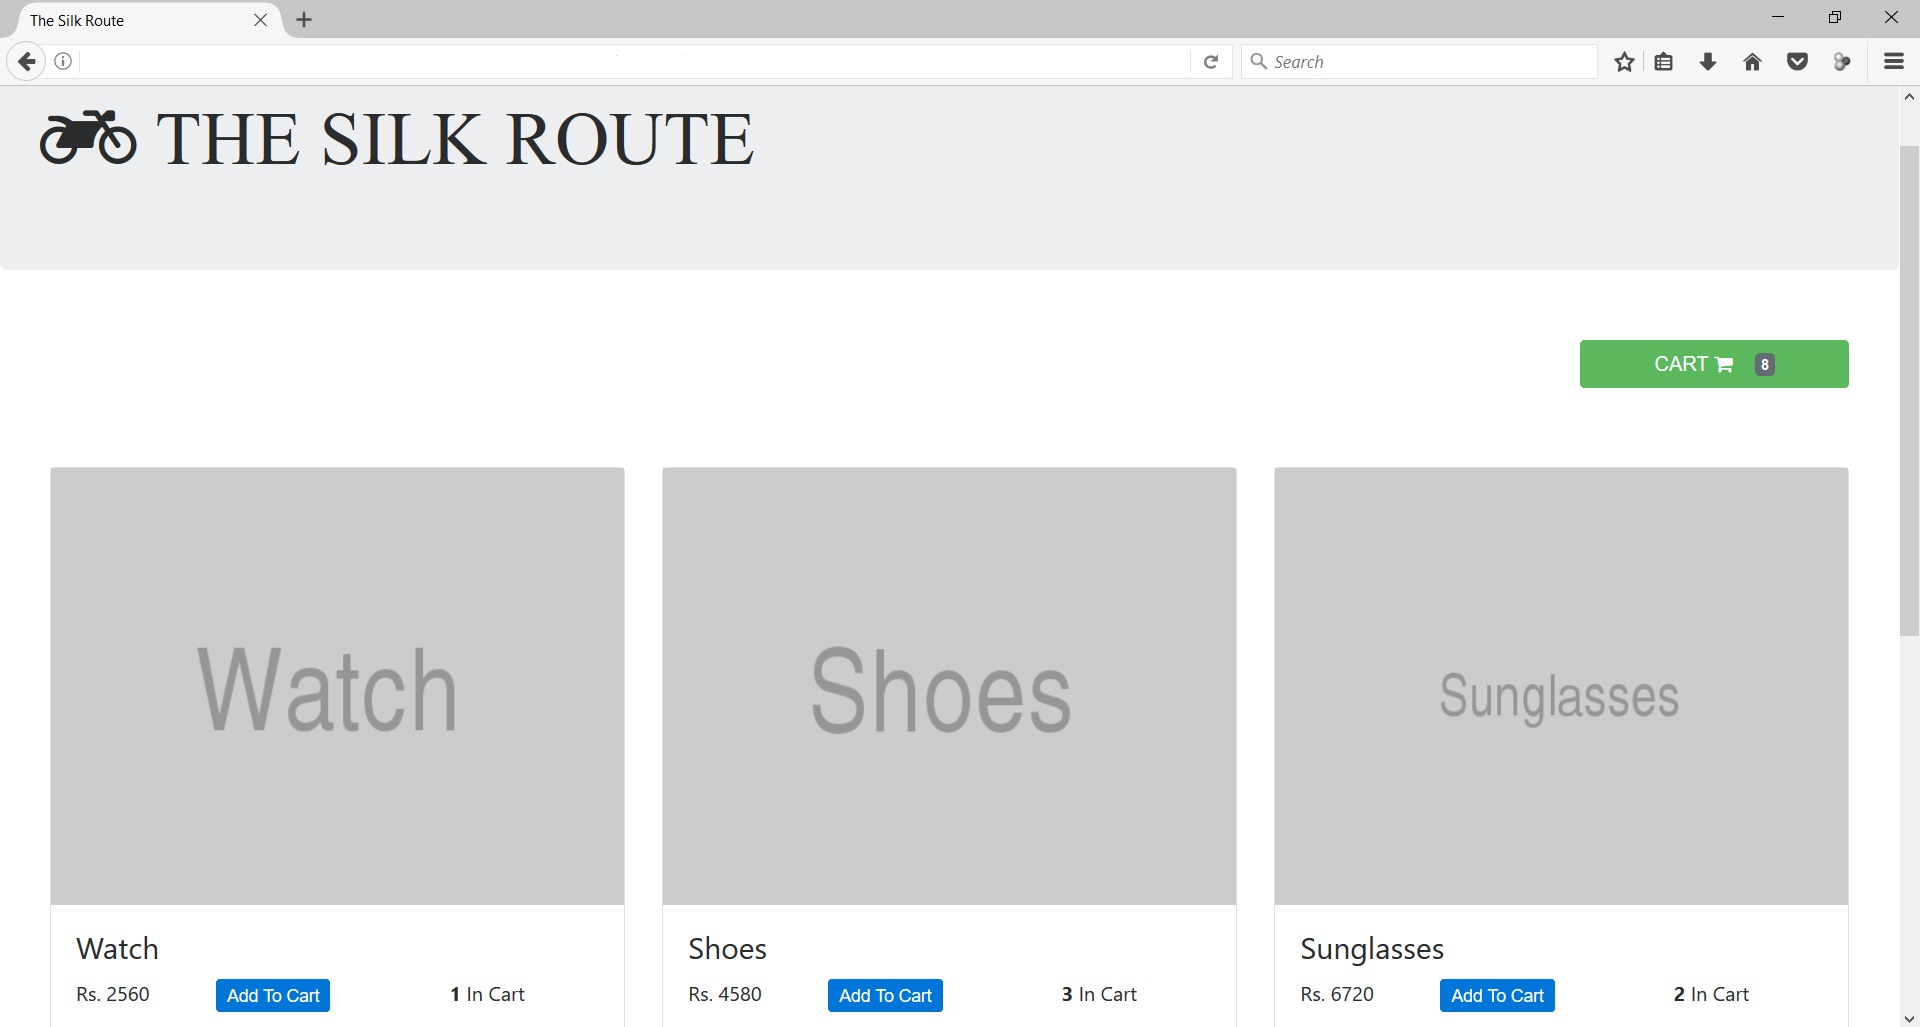 The Silk Route
Search
THE SILK ROUTE
CART 8
Watch
Shoes
Sunglasses
Watch
Rs. 2560 Add To Cart 1 In Cart
Shoes
Rs. 4580 Add To Cart 3 In Cart
Sunglasses
Rs. 6720 Add To Cart 2 In Cart